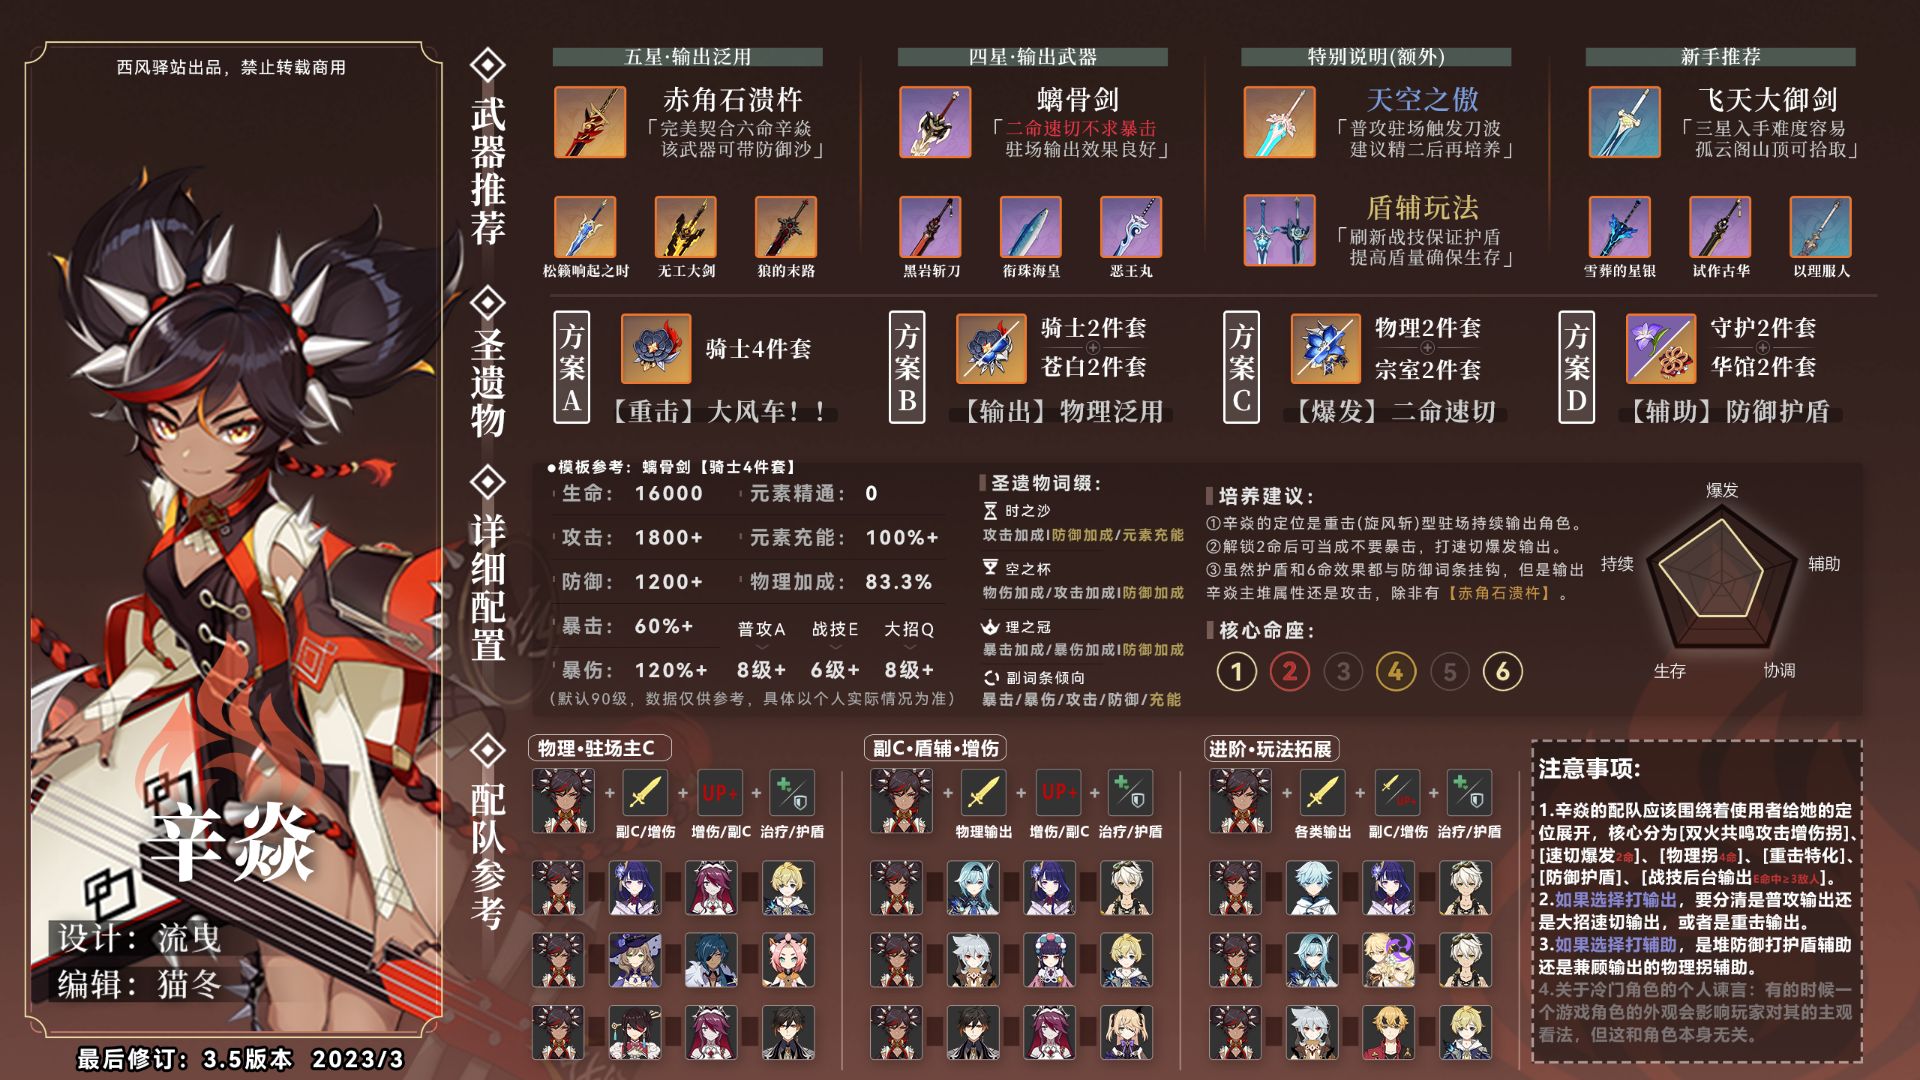 西风驿站出品，禁止转载商用
辛焱
设计：流曳
编辑：猫冬
最后修订：3.5版本 2023/3
武器推荐
五星·输出泛用
赤角石溃杵
「完美契合六命辛焱
该武器可带防御沙」
松籁响起之时
无工大剑
狼的末路
四星·输出武器
螭骨剑
「二命速切不求暴击
驻场输出效果良好」
黑岩斩刀
衔珠海皇
恶王丸
特别说明(额外)
天空之傲
「普攻驻场触发刀波
建议精二后再培养」
盾辅玩法
「刷新战技保证护盾
提高盾量确保生存」
新手推荐
飞天大御剑
「三星入手难度容易
孤云阁山顶可拾取」
雪葬的星银
试作古华
以理服人
圣遗物
方案A
骑士4件套
【重击】大风车！！
方案B
骑士2件套
苍白2件套
【输出】物理泛用
方案C
物理2件套
宗室2件套
【爆发】二命速切
方案D
守护2件套
华馆2件套
【辅助】防御护盾
详细配置
●模板参考：螭骨剑【骑士4件套】
生命：16000
元素精通：0
攻击：1800+
元素充能：100%+
防御：1200+
物理加成：83.3%
暴击：60%+
普攻A 战技E 大招Q
暴伤：120%+
8级+ 6级+ 8级+
(默认90级，数据仅供参考，具体以个人实际情况为准)
圣遗物词缀：
时之沙
攻击加成|防御加成/元素充能
空之杯
物伤加成/攻击加成|防御加成
理之冠
暴击加成/暴伤加成|防御加成
副词条倾向
暴击/暴伤/攻击/防御/充能
培养建议：
①辛焱的定位是重击(旋风斩)型驻场持续输出角色。
②解锁2命后可当成不要暴击，打速切爆发输出。
③虽然护盾和6命效果都与防御词条挂钩，但是输出
辛焱主堆属性还是攻击，除非有【赤角石溃杵】。
核心命座：
1 2 3 4 5 6
爆发
持续
辅助
生存
协调
配队参考
物理·驻场主C
+ + UP+ +
副C/增伤 增伤/副C 治疗/护盾
副C·盾辅·增伤
+ + UP+ +
物理输出 增伤/副C 治疗/护盾
进阶·玩法拓展
+ + UP+ +
各类输出 副C/增伤 治疗/护盾
注意事项:
1.辛焱的配队应该围绕着使用者给她的定
位展开，核心分为[双火共鸣攻击增伤拐]、
[速切爆发2命]、[物理拐4命]、[重击特化]、
[防御护盾]、[战技后台输出E命中≥3敌人]。
2.如果选择打输出，要分清是普攻输出还
是大招速切输出，或者是重击输出。
3.如果选择打辅助，是堆防御打护盾辅助
还是兼顾输出的物理拐辅助。
4.关于冷门角色的个人谏言：有的时候一
个游戏角色的外观会影响玩家对其的主观
看法，但这和角色本身无关。